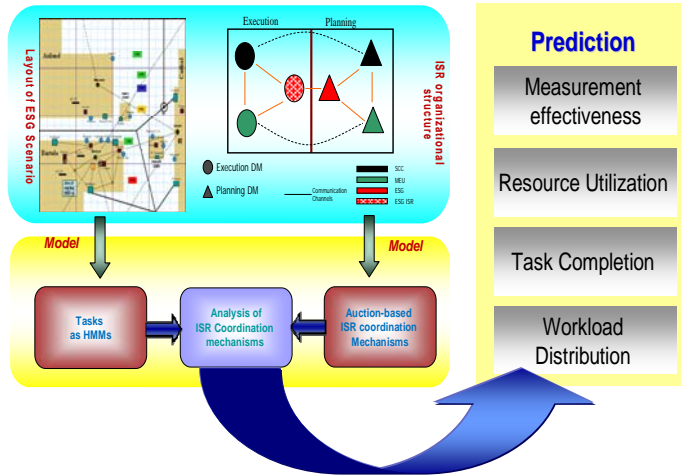 Execution
Planning
Layout of ESG Scenario
ISR organizational
structure
Execution DM
Planning DM
Communication
Channels
SCC
MEU
ESG
ESG ISR
Model
Model
Tasks
as HMMs
Analysis of
ISR Coordination
mechanisms
Auction-based
ISR coordination
Mechanisms
Prediction
Measurement
effectiveness
Resource Utilization
Task Completion
Workload
Distribution